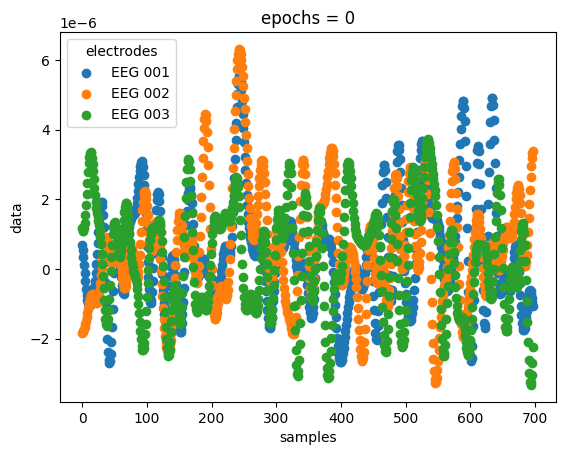 epochs = 0
1e−6
electrodes
EEG 001
EEG 002
EEG 003
6
4
2
0
−2
data
0 100 200 300 400 500 600 700
samples